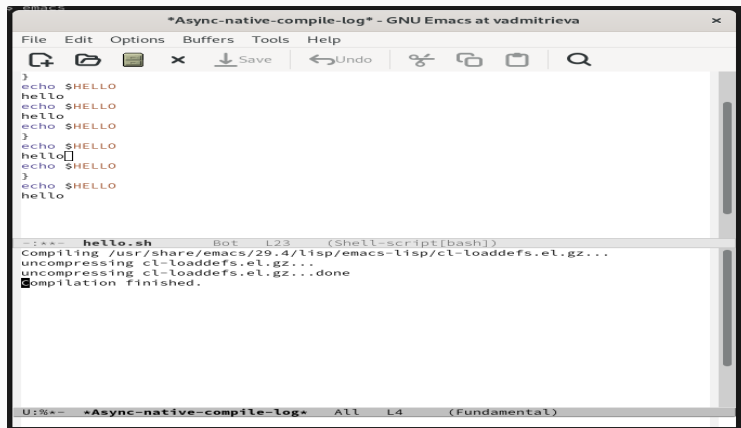 *Async-native-compile-log* - GNU Emacs at vadmitrieva
File Edit Options Buffers Tools Help
Save Undo
}
echo $HELLO
hello
echo $HELLO
hello
echo $HELLO
}
echo $HELLO
hello
echo $HELLO
}
echo $HELLO
hello
-:**- hello.sh Bot L23 (Shell-script[bash])
Compiling /usr/share/emacs/29.4/lisp/emacs-lisp/cl-loaddefs.el.gz...
uncompressing cl-loaddefs.el.gz...
uncompressing cl-loaddefs.el.gz...done
Compilation finished.
U:%*- *Async-native-compile-log* All L4 (Fundamental)